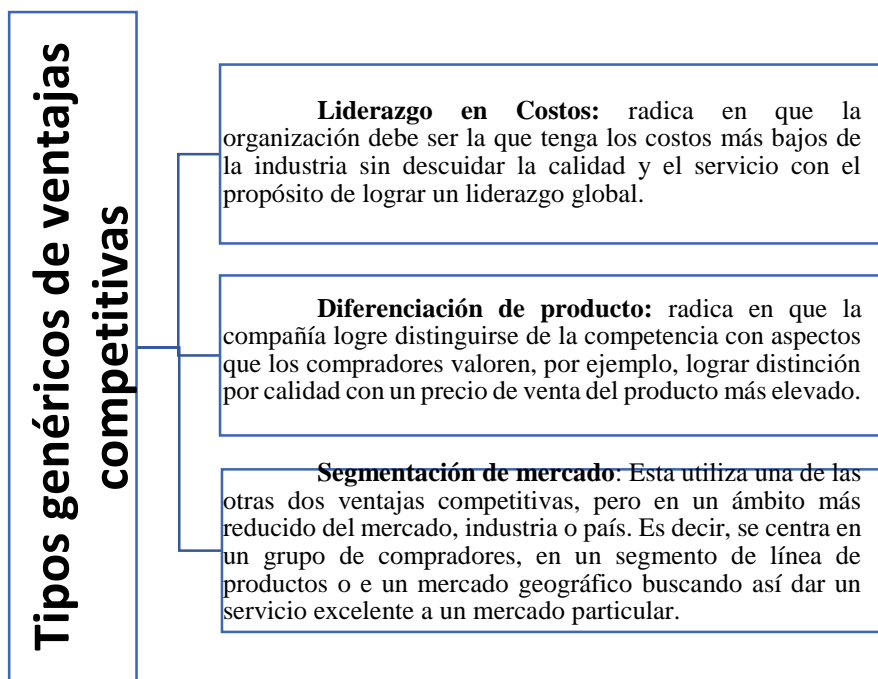 Tipos genéricos de ventajas
competitivas
Liderazgo en Costos: radica en que la
organización debe ser la que tenga los costos más bajos de
la industria sin descuidar la calidad y el servicio con el
propósito de lograr un liderazgo global.
Diferenciación de producto: radica en que la
compañía logre distinguirse de la competencia con aspectos
que los compradores valoren, por ejemplo, lograr distinción
por calidad con un precio de venta del producto más elevado.
Segmentación de mercado: Esta utiliza una de las
otras dos ventajas competitivas, pero en un ámbito más
reducido del mercado, industria o país. Es decir, se centra en
un grupo de compradores, en un segmento de línea de
productos o e un mercado geográfico buscando así dar un
servicio excelente a un mercado particular.